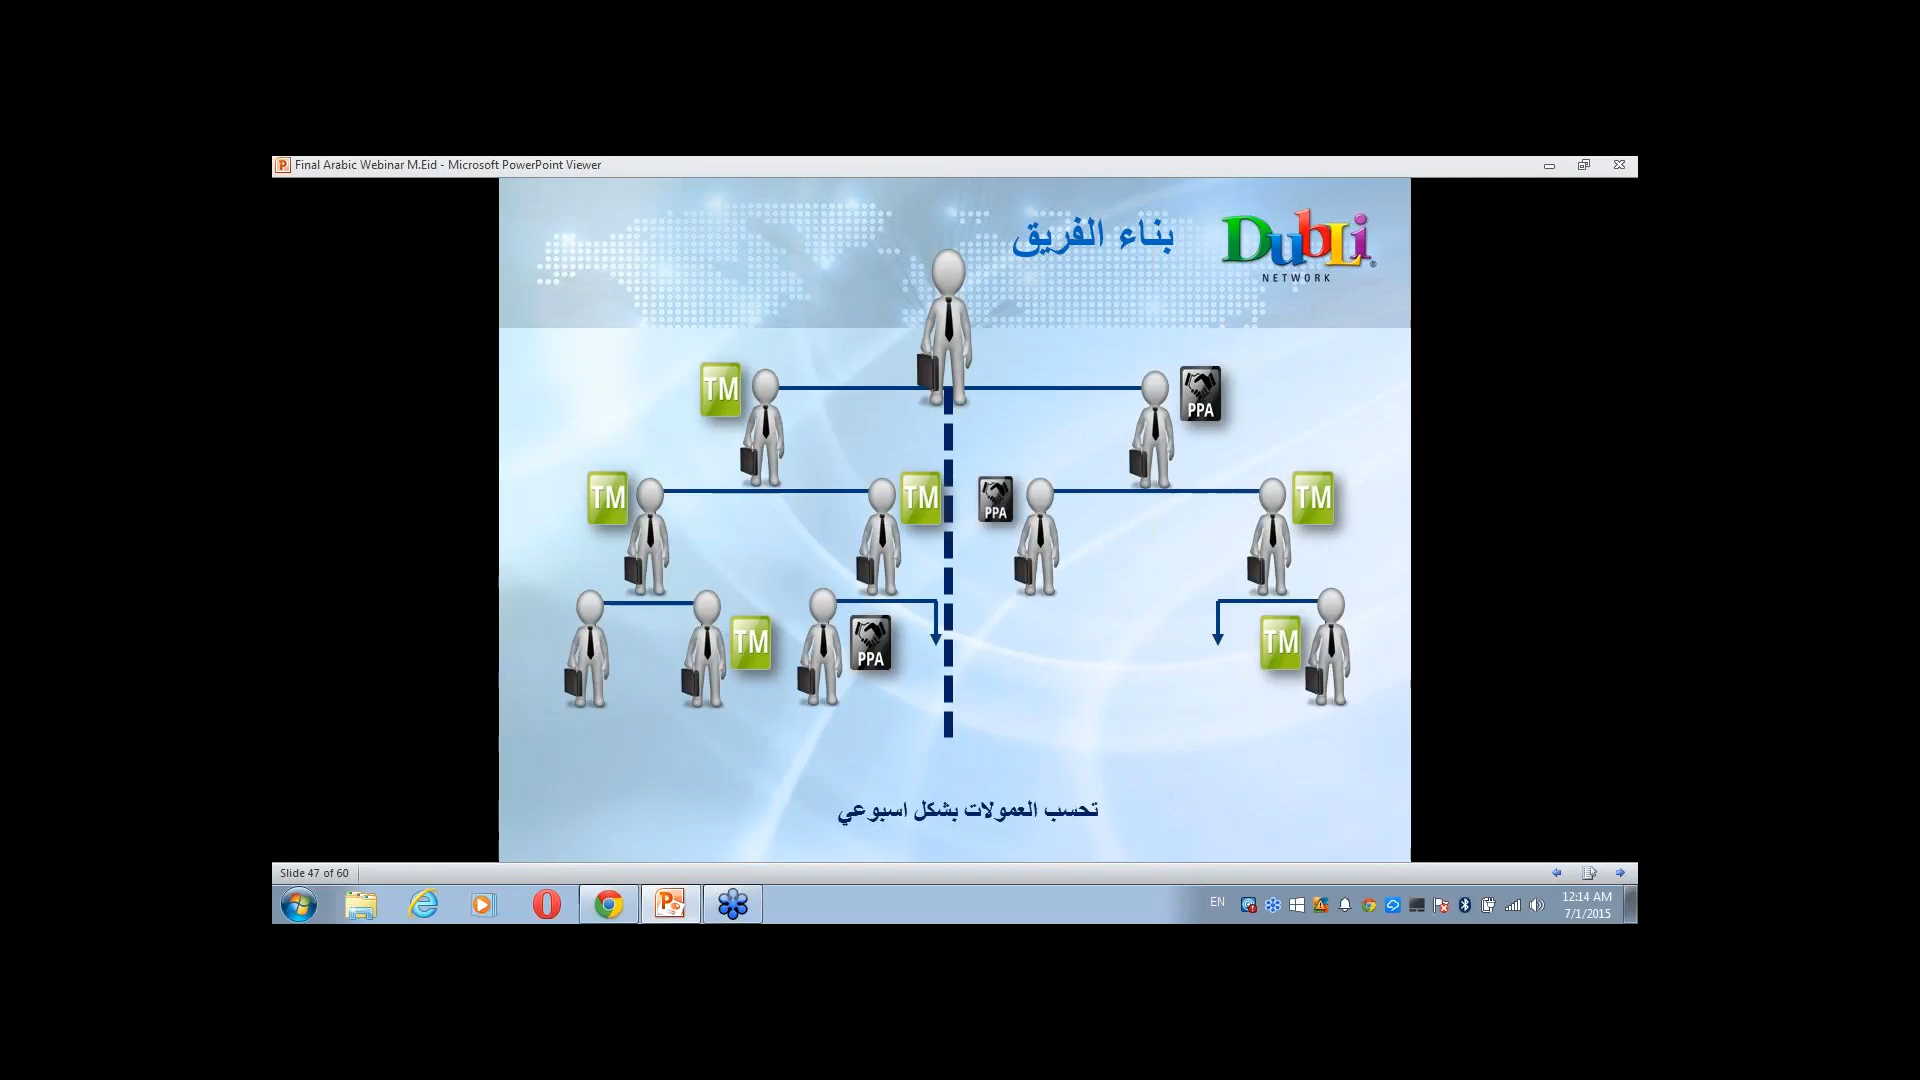 Final Arabic Webinar M.Eid - Microsoft PowerPoint Viewer
بناء الفريق
DubLi®
NETWORK
TM
PPA
TM
TM
PPA
TM
TM
PPA
TM
تحسب العمولات بشكل اسبوعي
Slide 47 of 60
EN
12:14 AM
7/1/2015